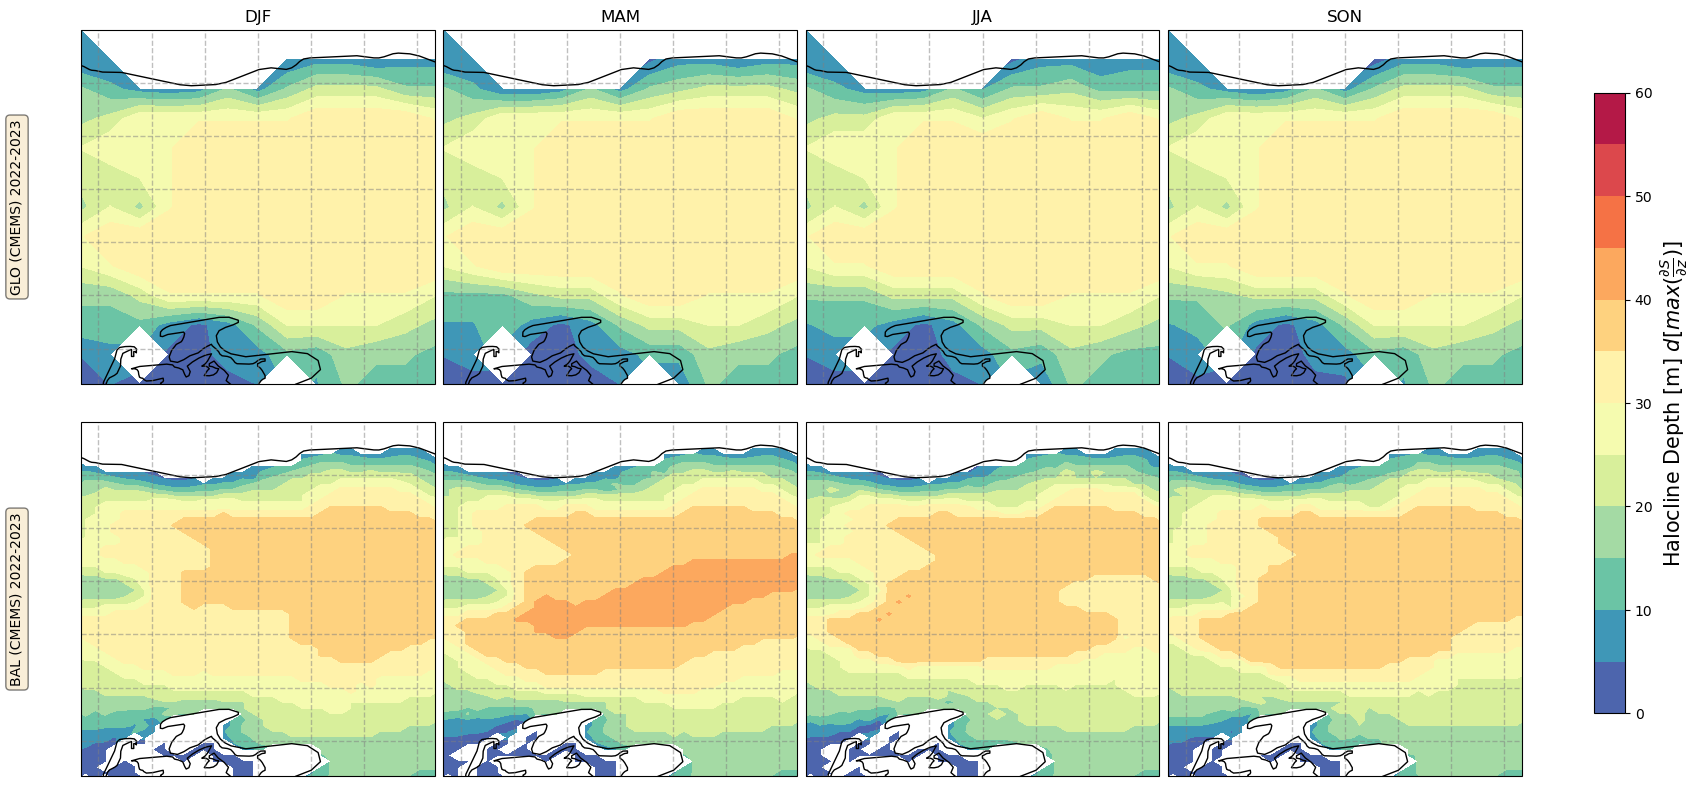 DJF MAM JJA SON
GLO (CMEMS) 2022-2023
BAL (CMEMS) 2022-2023
60
50
40
30
20
10
0
Halocline Depth [m] d[max(∂S/∂z)]